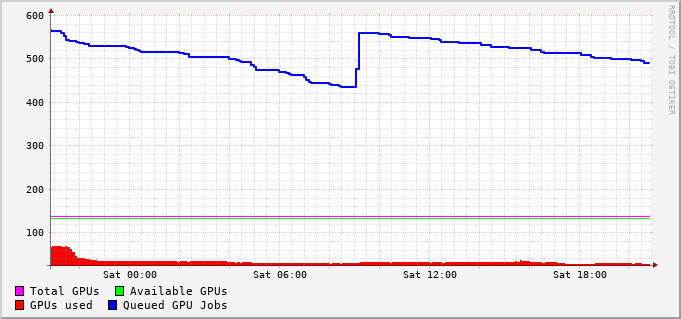 600
500
400
300
200
100
Sat 00:00 Sat 06:00 Sat 12:00 Sat 18:00
Total GPUs Available GPUs
GPUs used Queued GPU Jobs
RRDTOOL / TOBI OETIKER